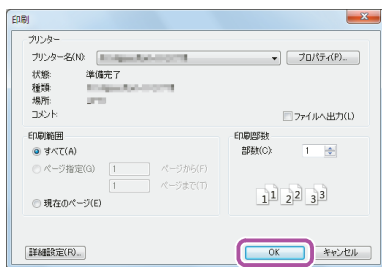 印刷
プリンター
プリンター名(N):
プロパティ(P)...
状態: 準備完了
種類:
場所:
コメント:
ファイルへ出力(L)
印刷範囲
すべて(A)
ページ指定(G) 1 ページから(F)
1 ページまで(T)
現在のページ(E)
印刷部数
部数(C): 1
1 1 2 2 3 3
詳細設定(R)...
OK
キャンセル